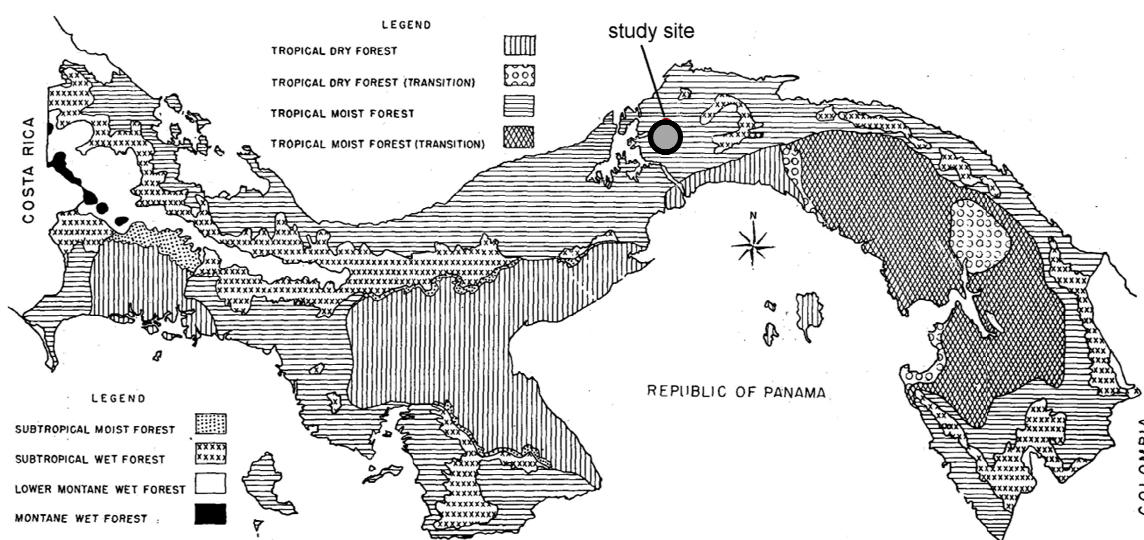 LEGEND
TROPICAL DRY FOREST
TROPICAL DRY FOREST (TRANSITION)
TROPICAL MOIST FOREST
TROPICAL MOIST FOREST (TRANSITION)
study site
COSTA RICA
N
REPUBLIC OF PANAMA
LEGEND
SUBTROPICAL MOIST FOREST
SUBTROPICAL WET FOREST
LOWER MONTANE WET FOREST
MONTANE WET FOREST
COLOMBIA